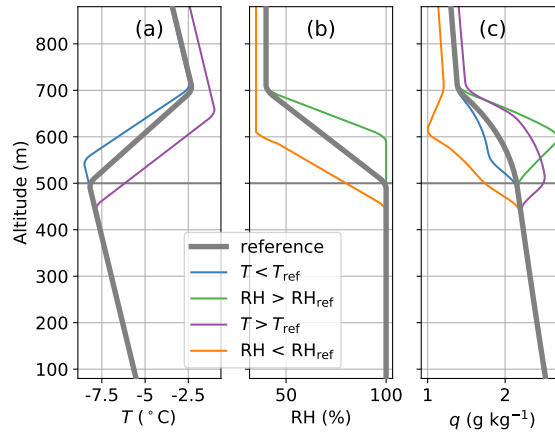 (a) (b) (c)
800
700
600
500
400
300
200
100
Altitude (m)
reference
T < T_ref
RH > RH_ref
T > T_ref
RH < RH_ref
-7.5 -5.0 -2.5 50 100 1 2
T (°C) RH (%) q (g kg⁻¹)